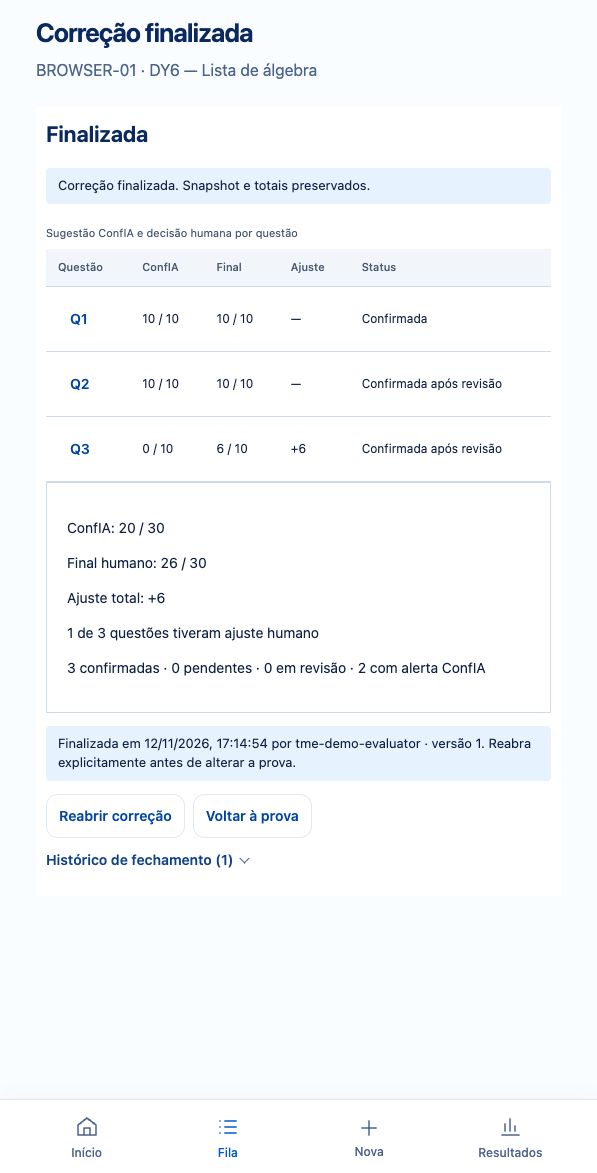 Correção finalizada
BROWSER-01 · DY6 — Lista de álgebra
Finalizada
Correção finalizada. Snapshot e totais preservados.
Sugestão ConfIA e decisão humana por questão
Questão ConfIA Final Ajuste Status
Q1 10 / 10 10 / 10 — Confirmada
Q2 10 / 10 10 / 10 — Confirmada após revisão
Q3 0 / 10 6 / 10 +6 Confirmada após revisão
ConfIA: 20 / 30
Final humano: 26 / 30
Ajuste total: +6
1 de 3 questões tiveram ajuste humano
3 confirmadas · 0 pendentes · 0 em revisão · 2 com alerta ConfIA
Finalizada em 12/11/2026, 17:14:54 por tme-demo-evaluator · versão 1. Reabra
explicitamente antes de alterar a prova.
Reabrir correção Voltar à prova
Histórico de fechamento (1)
Início Fila Nova Resultados